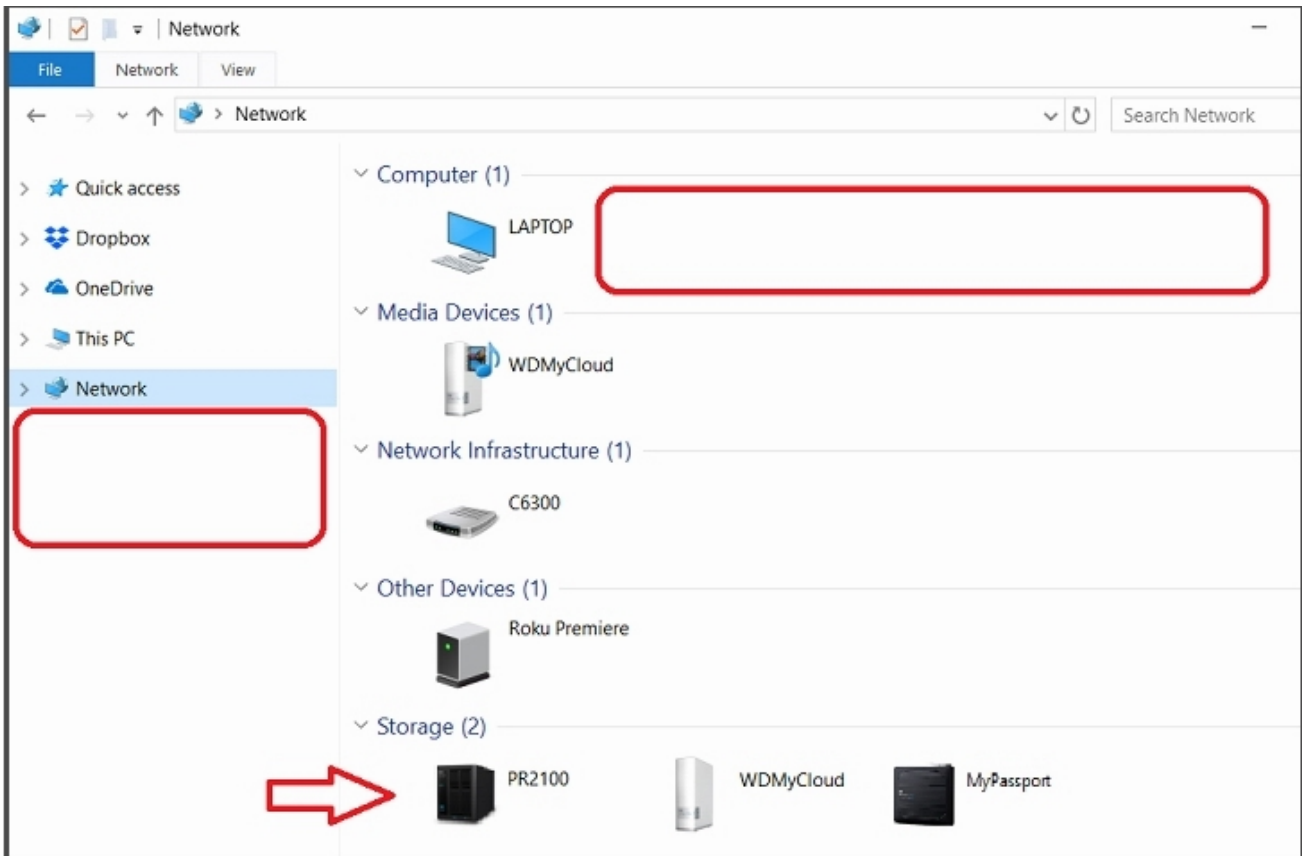 Network
File Network View
Network Search Network
Quick access
Dropbox
OneDrive
This PC
Network
Computer (1)
LAPTOP
Media Devices (1)
WDMyCloud
Network Infrastructure (1)
C6300
Other Devices (1)
Roku Premiere
Storage (2)
PR2100 WDMyCloud MyPassport